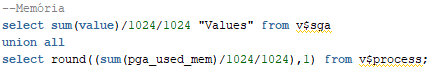 --Memória
select sum(value)/1024/1024 "Values" from v$sga
union all
select round((sum(pga_used_mem)/1024/1024),1) from v$process;